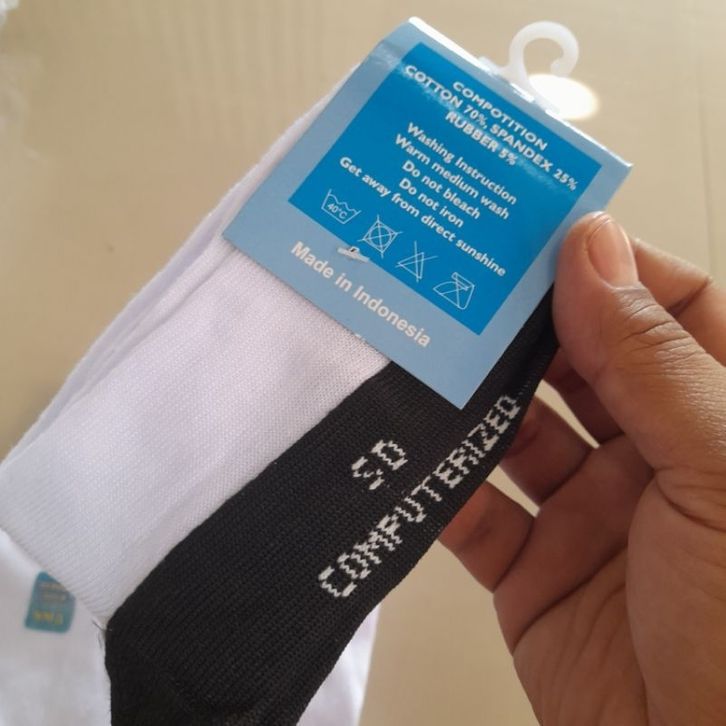 COMPOTITION
COTTON 70%, SPANDEX 25%
RUBBER 5%
Washing Instruction
Warm medium wash
Do not bleach
Do not iron
Get away from direct sunshine
40°C
Made in Indonesia
SD
COMPUTERIZED